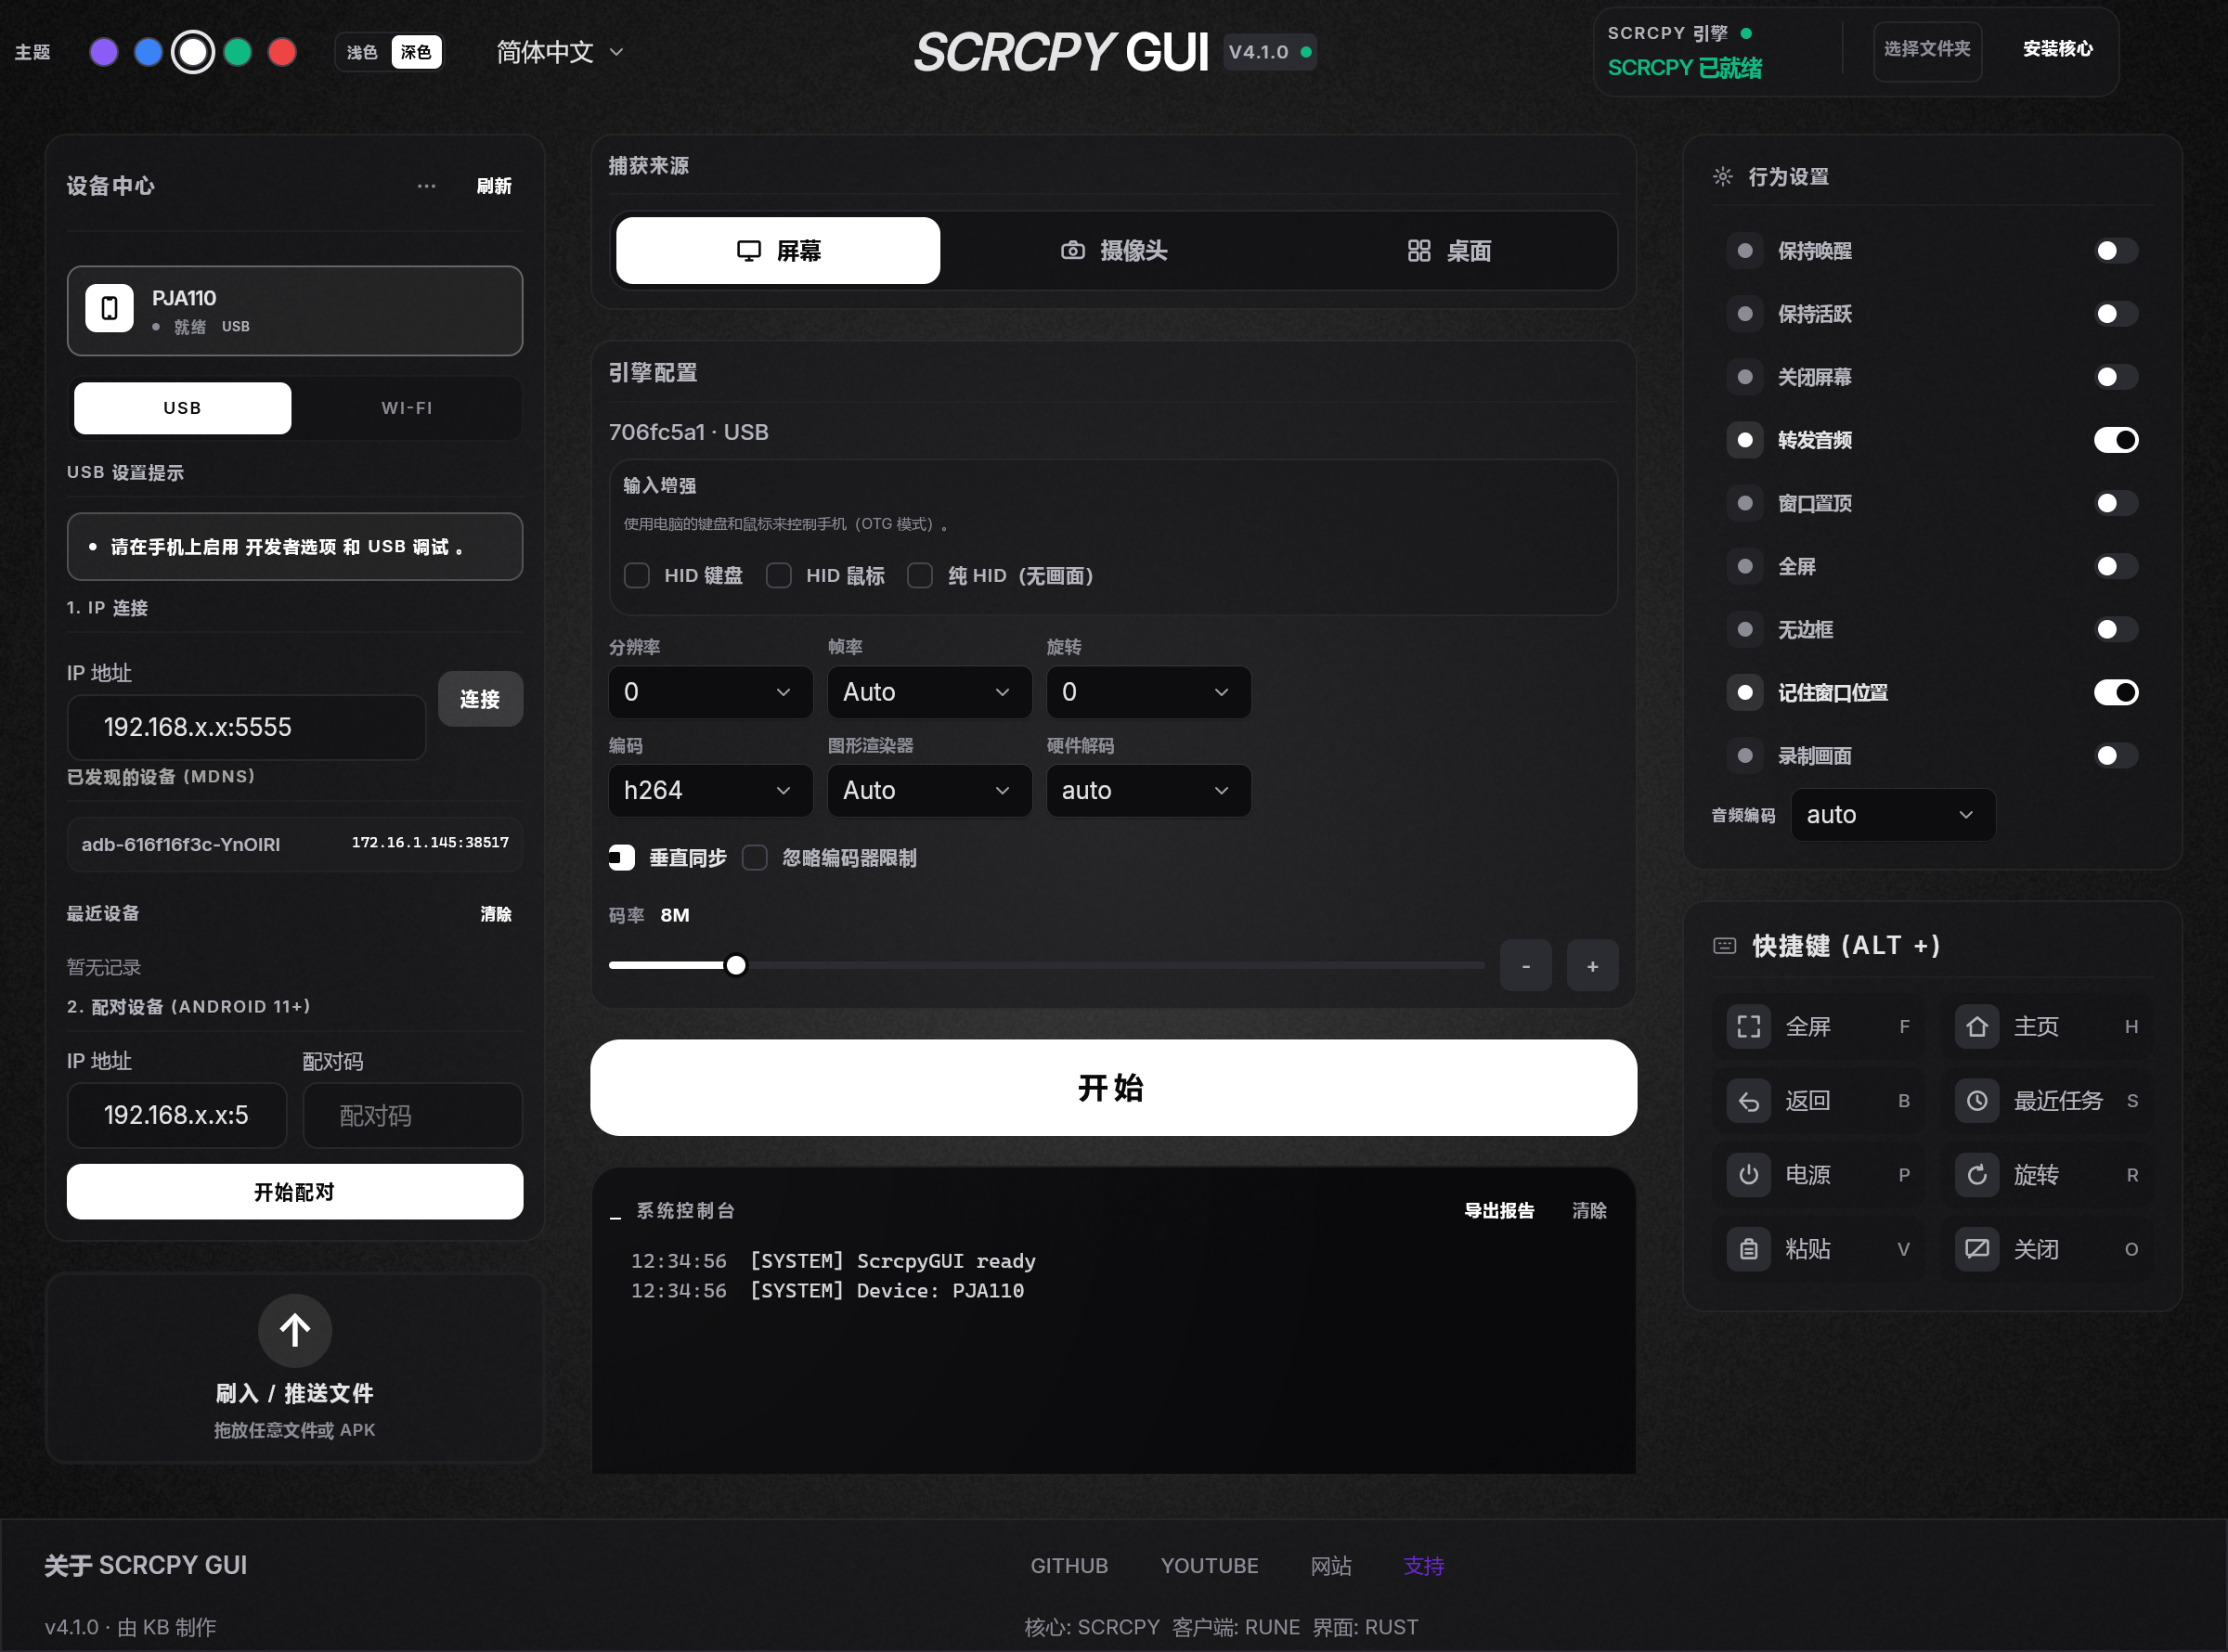 主题
浅色
深色
简体中文
SCRCPY GUI
V4.1.0
SCRCPY 引擎
SCRCPY 已就绪
选择文件夹
安装核心
设备中心
···
刷新
PJA110
就绪 USB
USB
WI-FI
USB 设置提示
• 请在手机上启用 开发者选项 和 USB 调试 。
1. IP 连接
IP 地址
192.168.x.x:5555
连接
已发现的设备 (MDNS)
adb-616f16f3c-YnOIRI
172.16.1.145:38517
最近设备
清除
暂无记录
2. 配对设备 (ANDROID 11+)
IP 地址
配对码
192.168.x.x:5
配对码
开始配对
刷入 / 推送文件
拖放任意文件或 APK
捕获来源
屏幕
摄像头
桌面
引擎配置
706fc5a1 · USB
输入增强
使用电脑的键盘和鼠标来控制手机（OTG 模式）。
HID 键盘
HID 鼠标
纯 HID（无画面）
分辨率
帧率
旋转
0
Auto
0
编码
图形渲染器
硬件解码
h264
Auto
auto
垂直同步
忽略编码器限制
码率 8M
-
+
开始
_ 系统控制台
导出报告
清除
12:34:56 [SYSTEM] ScrcpyGUI ready
12:34:56 [SYSTEM] Device: PJA110
行为设置
保持唤醒
保持活跃
关闭屏幕
转发音频
窗口置顶
全屏
无边框
记住窗口位置
录制画面
音频编码
auto
快捷键 (ALT +)
全屏 F
主页 H
返回 B
最近任务 S
电源 P
旋转 R
粘贴 V
关闭 O
关于 SCRCPY GUI
GITHUB
YOUTUBE
网站
支持
v4.1.0 · 由 KB 制作
核心: SCRCPY 客户端: RUNE 界面: RUST